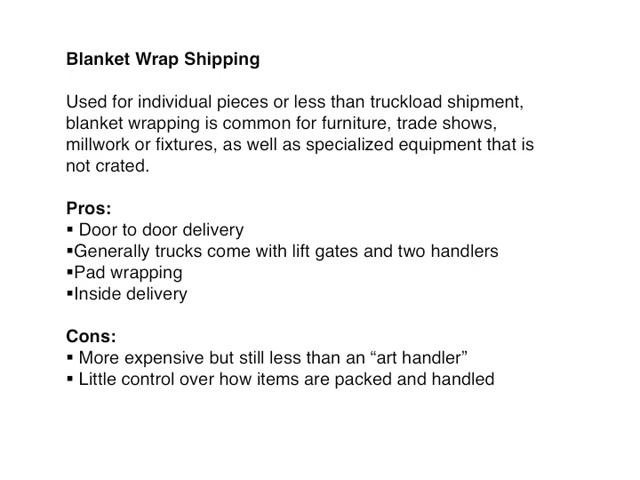 Blanket Wrap Shipping
Used for individual pieces or less than truckload shipment,
blanket wrapping is common for furniture, trade shows,
millwork or fixtures, as well as specialized equipment that is
not crated.
Pros:
▪ Door to door delivery
▪Generally trucks come with lift gates and two handlers
▪Pad wrapping
▪Inside delivery
Cons:
▪ More expensive but still less than an “art handler”
▪ Little control over how items are packed and handled